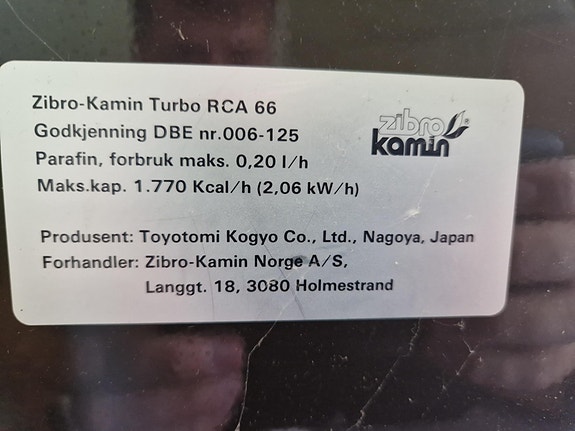 Zibro-Kamin Turbo RCA 66
Godkjenning DBE nr.006-125
Parafin, forbruk maks. 0,20 l/h
Maks.kap. 1.770 Kcal/h (2,06 kW/h)
zibro ®
kamin
Produsent: Toyotomi Kogyo Co., Ltd., Nagoya, Japan
Forhandler: Zibro-Kamin Norge A/S,
Langgt. 18, 3080 Holmestrand